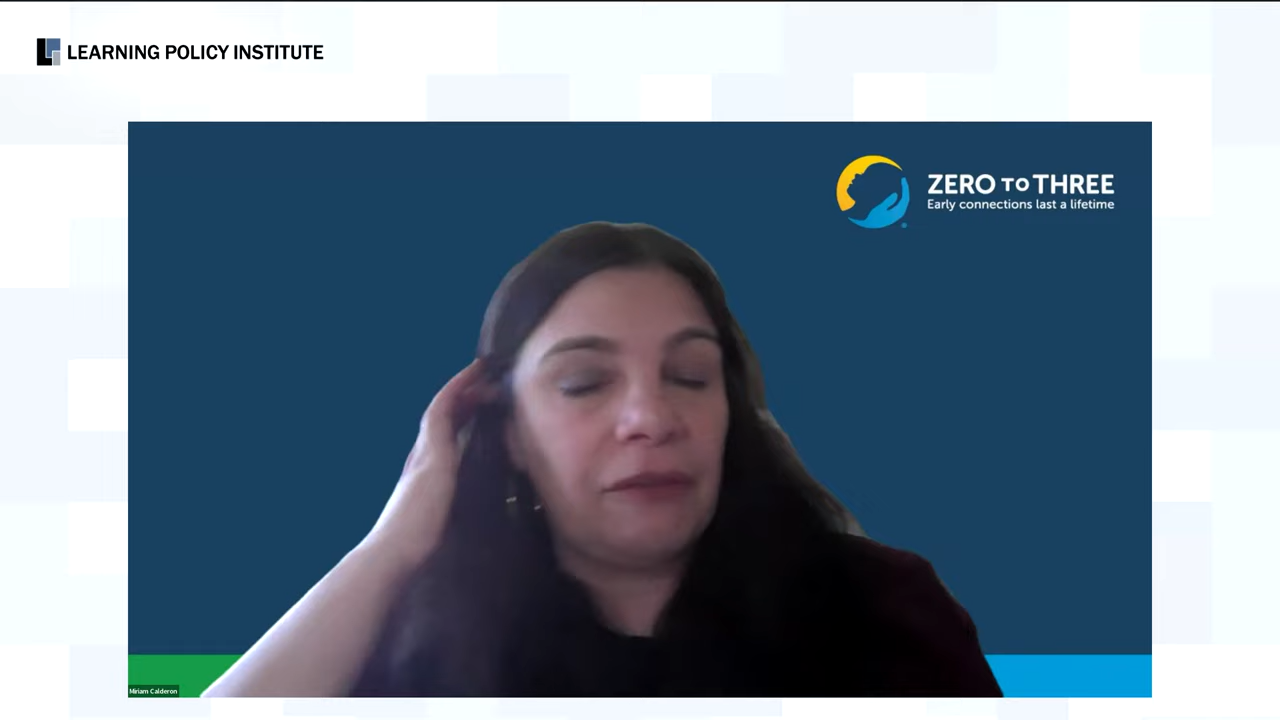 LEARNING POLICY INSTITUTE
ZERO TO THREE
Early connections last a lifetime
Miriam Calderon